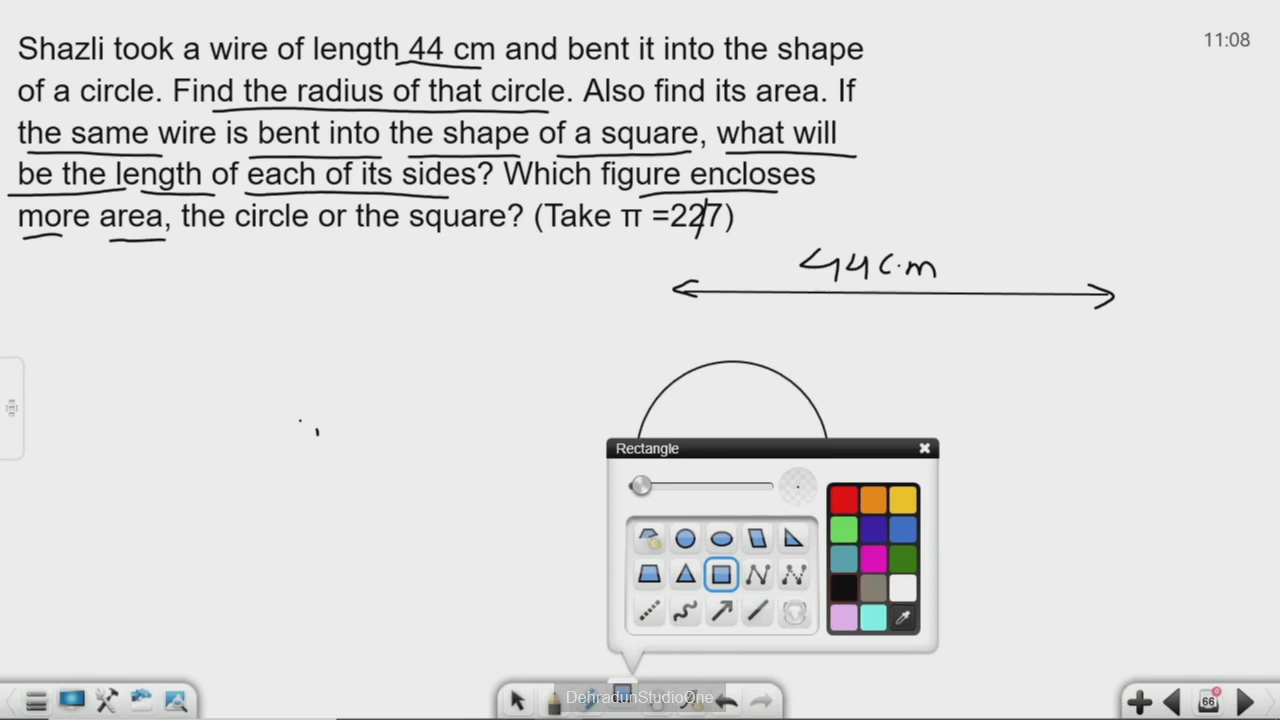 Shazli took a wire of length 44 cm and bent it into the shape
of a circle. Find the radius of that circle. Also find its area. If
the same wire is bent into the shape of a square, what will
be the length of each of its sides? Which figure encloses
more area, the circle or the square? (Take π =22/7)
11:08
44 c.m
Rectangle
DehradunStudioOne
66